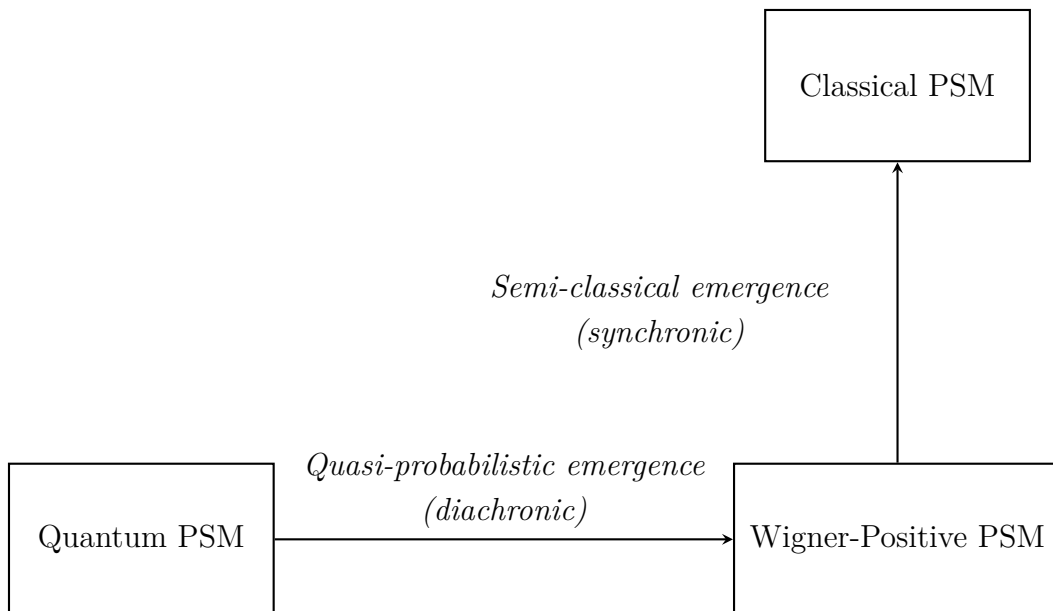 Classical PSM
Semi-classical emergence
(synchronic)
Quasi-probabilistic emergence
(diachronic)
Quantum PSM
Wigner-Positive PSM